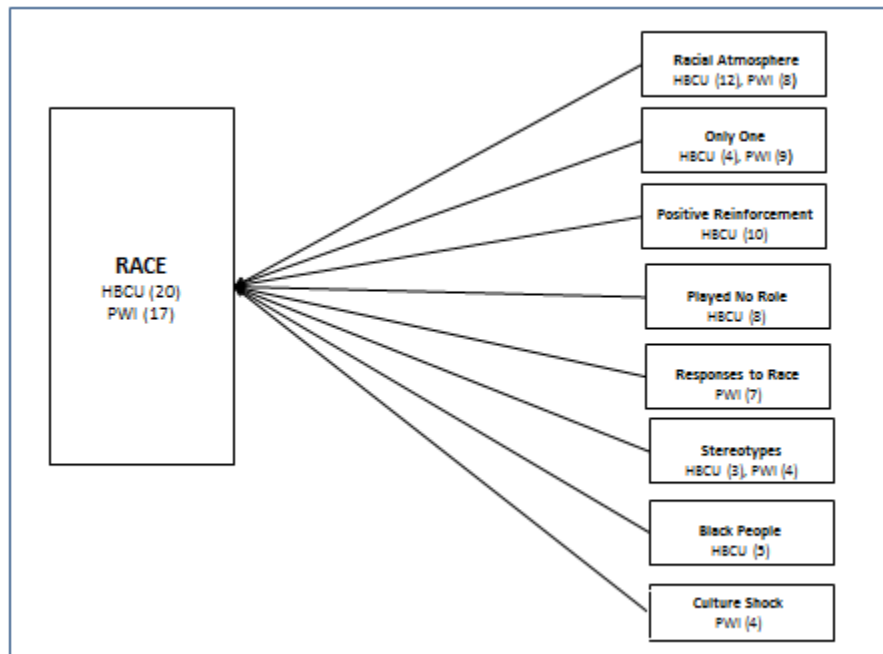 Racial Atmosphere
HBCU (12), PWI (8)
Only One
HBCU (4), PWI (9)
Positive Reinforcement
HBCU (10)
RACE
HBCU (20)
PWI (17)
Played No Role
HBCU (8)
Responses to Race
PWI (7)
Stereotypes
HBCU (3), PWI (4)
Black People
HBCU (5)
Culture Shock
PWI (4)